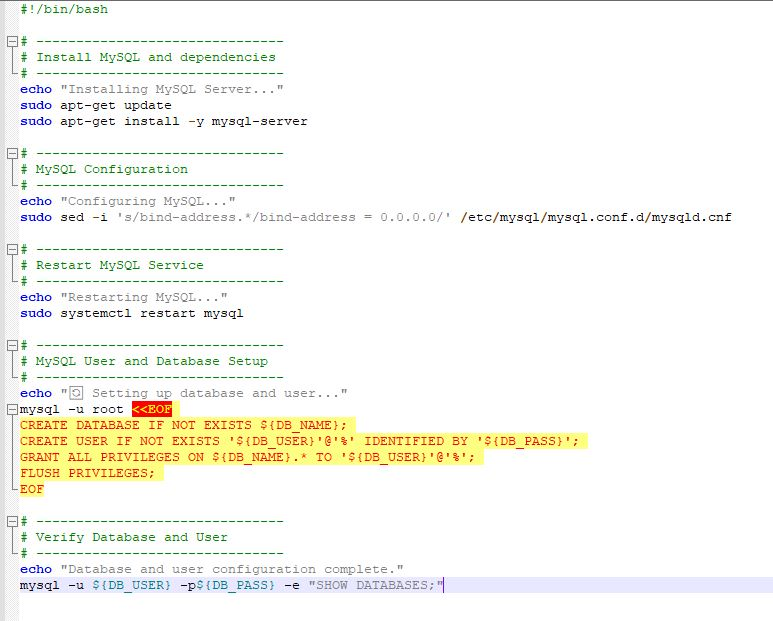 #!/bin/bash
# -------------------------------
# Install MySQL and dependencies
# -------------------------------
echo "Installing MySQL Server..."
sudo apt-get update
sudo apt-get install -y mysql-server
# -------------------------------
# MySQL Configuration
# -------------------------------
echo "Configuring MySQL..."
sudo sed -i 's/bind-address.*/bind-address = 0.0.0.0/' /etc/mysql/mysql.conf.d/mysqld.cnf
# -------------------------------
# Restart MySQL Service
# -------------------------------
echo "Restarting MySQL..."
sudo systemctl restart mysql
# -------------------------------
# MySQL User and Database Setup
# -------------------------------
echo "🔄 Setting up database and user..."
mysql -u root <<EOF
CREATE DATABASE IF NOT EXISTS ${DB_NAME};
CREATE USER IF NOT EXISTS '${DB_USER}'@'%' IDENTIFIED BY '${DB_PASS}';
GRANT ALL PRIVILEGES ON ${DB_NAME}.* TO '${DB_USER}'@'%';
FLUSH PRIVILEGES;
EOF
# -------------------------------
# Verify Database and User
# -------------------------------
echo "Database and user configuration complete."
mysql -u ${DB_USER} -p${DB_PASS} -e "SHOW DATABASES;"